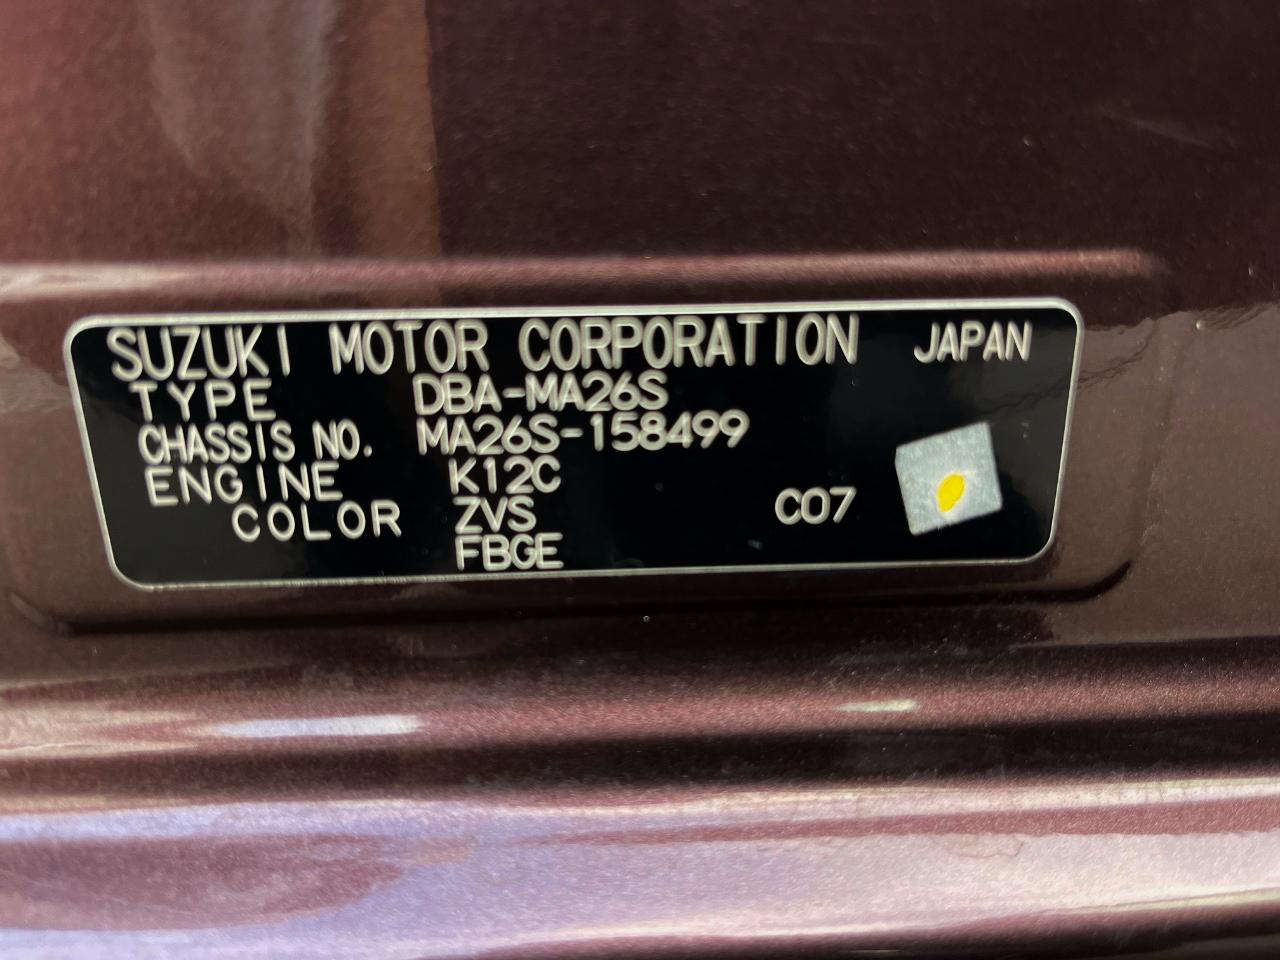 SUZUKI MOTOR CORPORATION JAPAN
TYPE DBA-MA26S
CHASSIS NO. MA26S-158499
ENGINE K12C
COLOR ZVS C07
FBGE